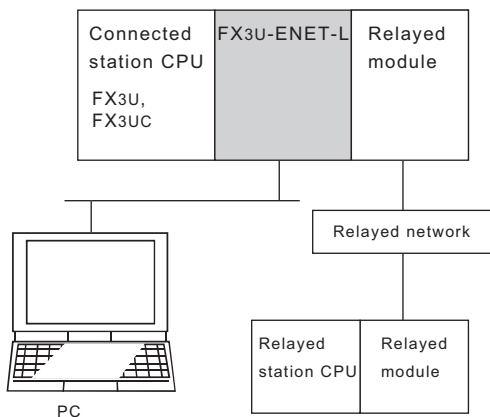 Connected
station CPU
FX3U,
FX3UC
FX3U-ENET-L
Relayed
module
Relayed network
Relayed
station CPU
Relayed
module
PC